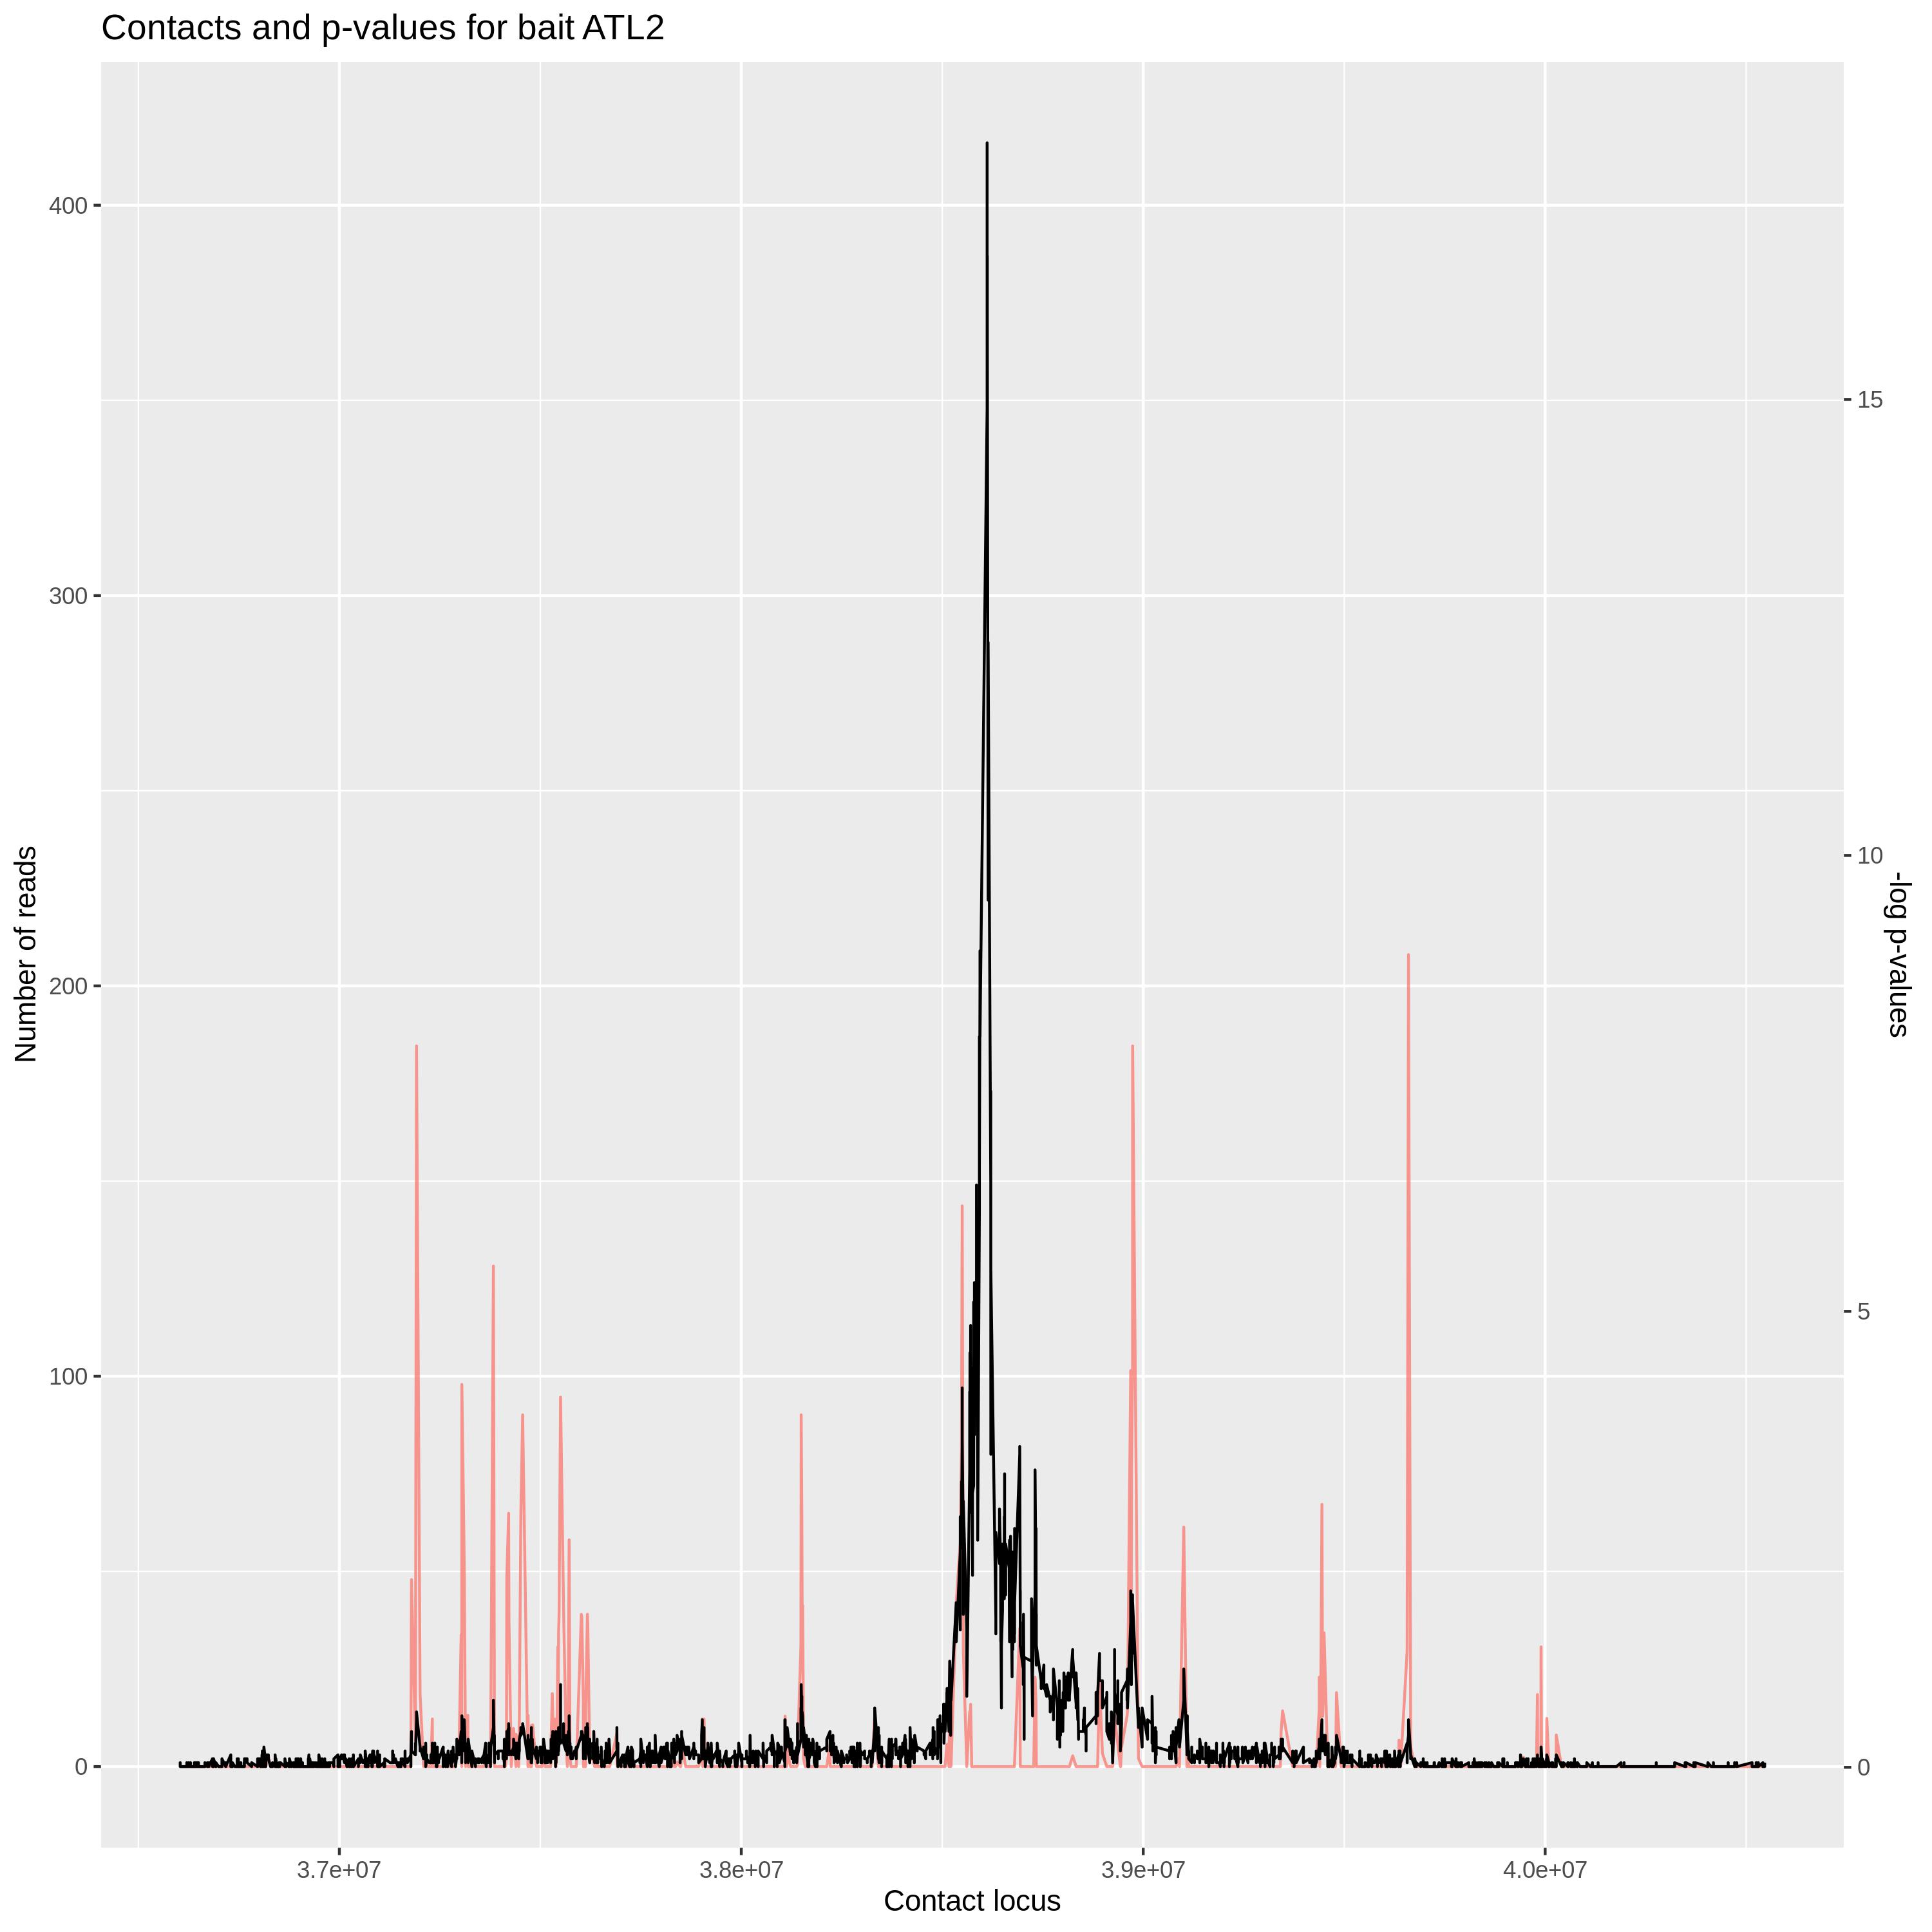 Contacts and p-values for bait ATL2
Number of reads
400
300
200
100
0
15
10
5
0
-log p-values
3.7e+07 3.8e+07 3.9e+07 4.0e+07
Contact locus